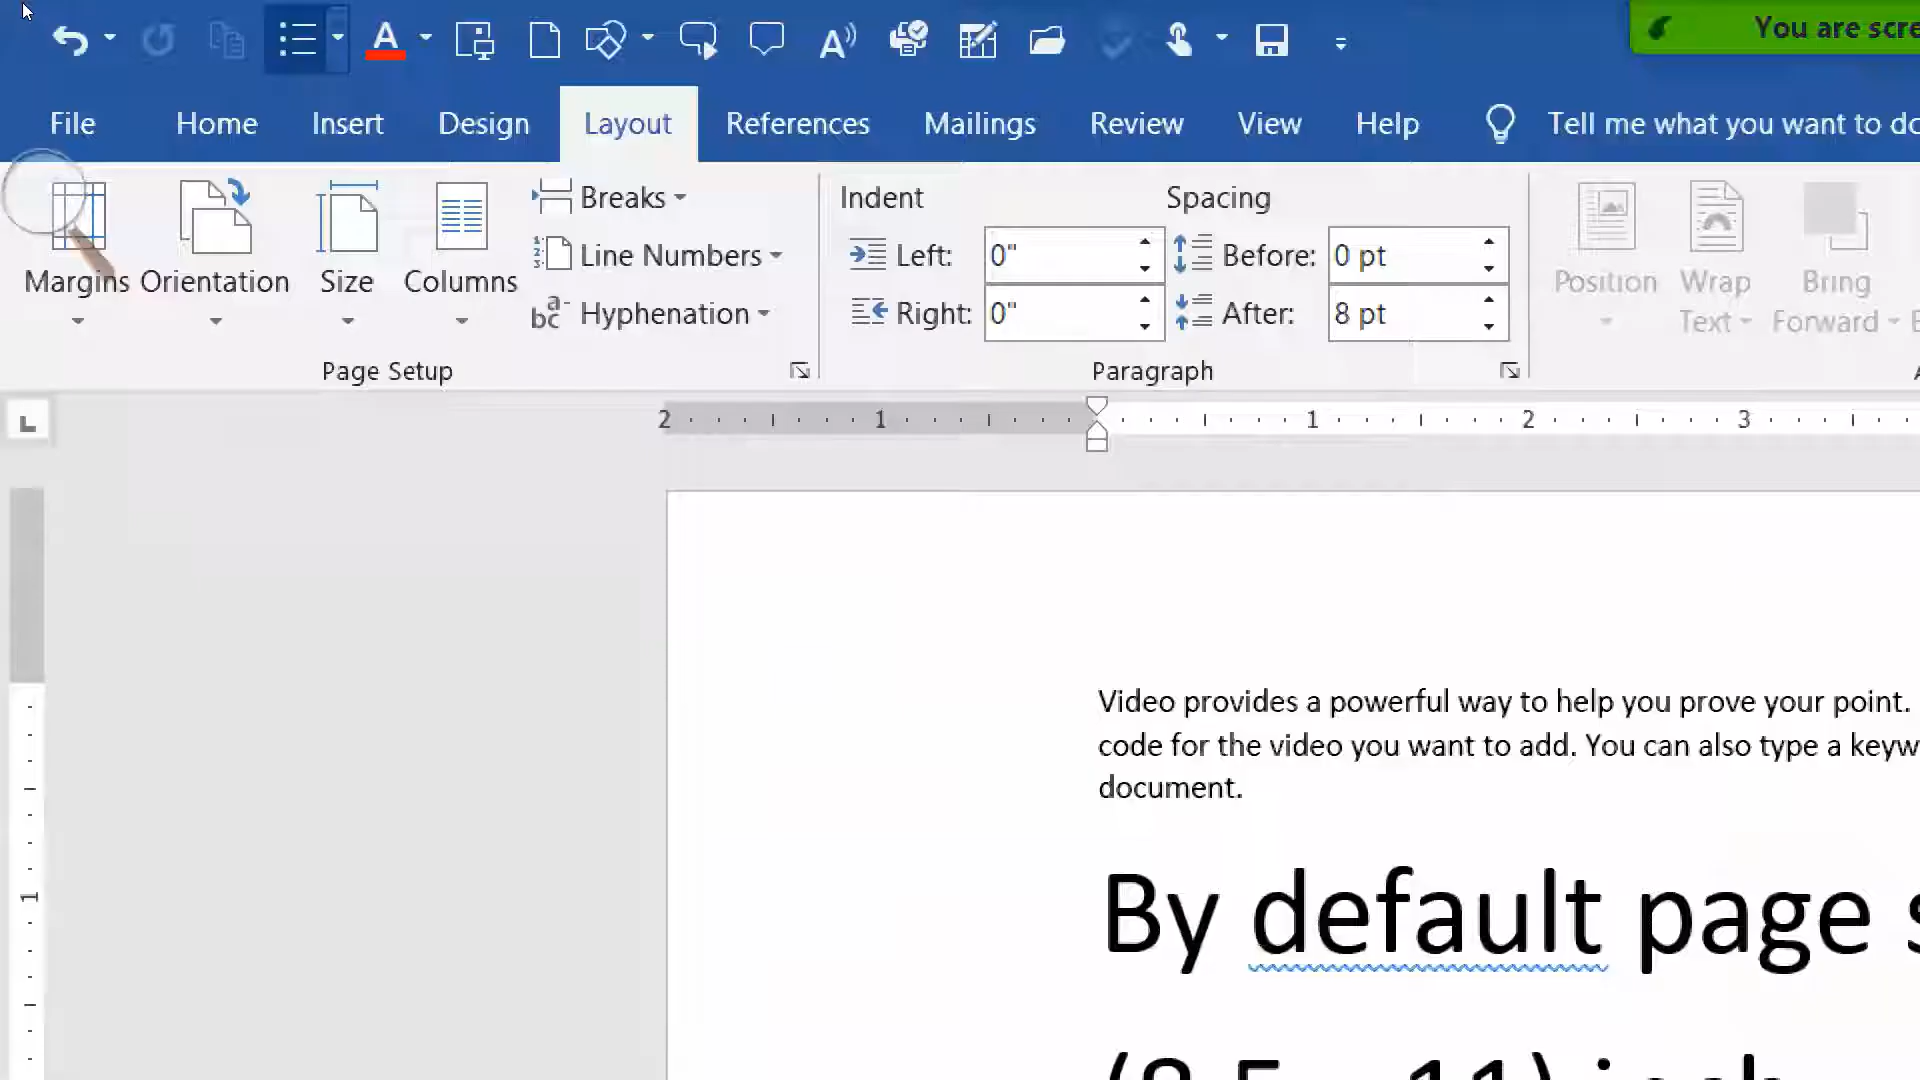 You are scre
File Home Insert Design Layout References Mailings Review View Help Tell me what you want to do
Margins Orientation Size Columns
Breaks
Line Numbers
Hyphenation
Page Setup
Indent Spacing
Left: 0" Before: 0 pt
Right: 0" After: 8 pt
Paragraph
Position Wrap Text Bring Forward
2 1 1 2 3
1
Video provides a powerful way to help you prove your point.
code for the video you want to add. You can also type a keyw
document.
By default page s